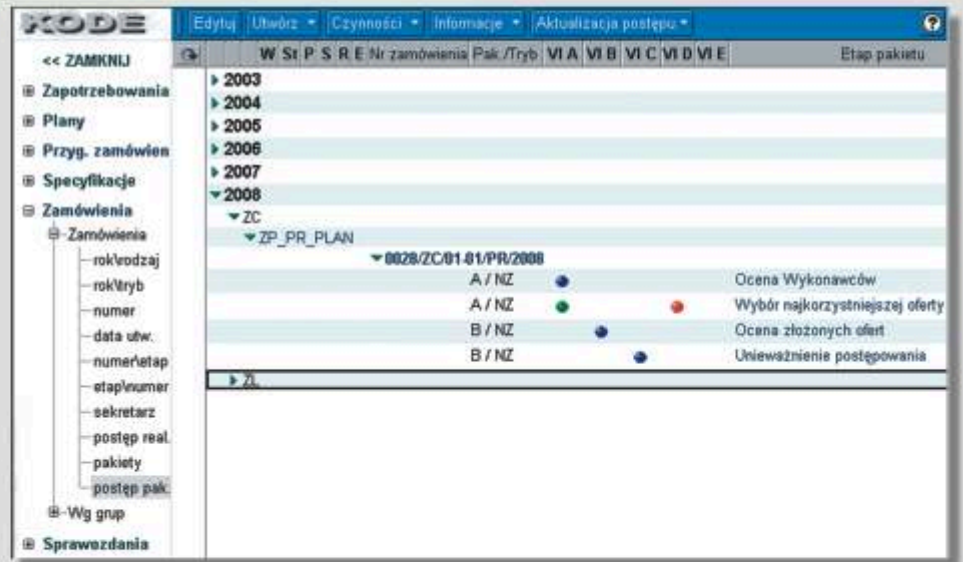 KODE
Edytuj Utwórz Czynności Informacje Aktualizacja postępu ?
<< ZAMKNIJ
W St P S R E Nr zamówienia Pak./Tryb VI A VI B VI C VI D VI E Etap pakietu
Zapotrzebowania
Plany
Przyg. zamówien
Specyfikacje
Zamówienia
Zamówienia
rok\rodzaj
rok\tryb
numer
data utw.
numer\etap
etap\numer
sekretarz
postęp real.
pakiety
postęp pak.
Wg grup
Sprawozdania
2003
2004
2005
2006
2007
2008
ZC
ZP_PR_PLAN
0028/ZC/01-01/PR/2008
A / NZ Ocena Wykonawców
A / NZ Wybór najkorzystniejszej oferty
B / NZ Ocena złożonych ofert
B / NZ Unieważnienie postępowania
ZL